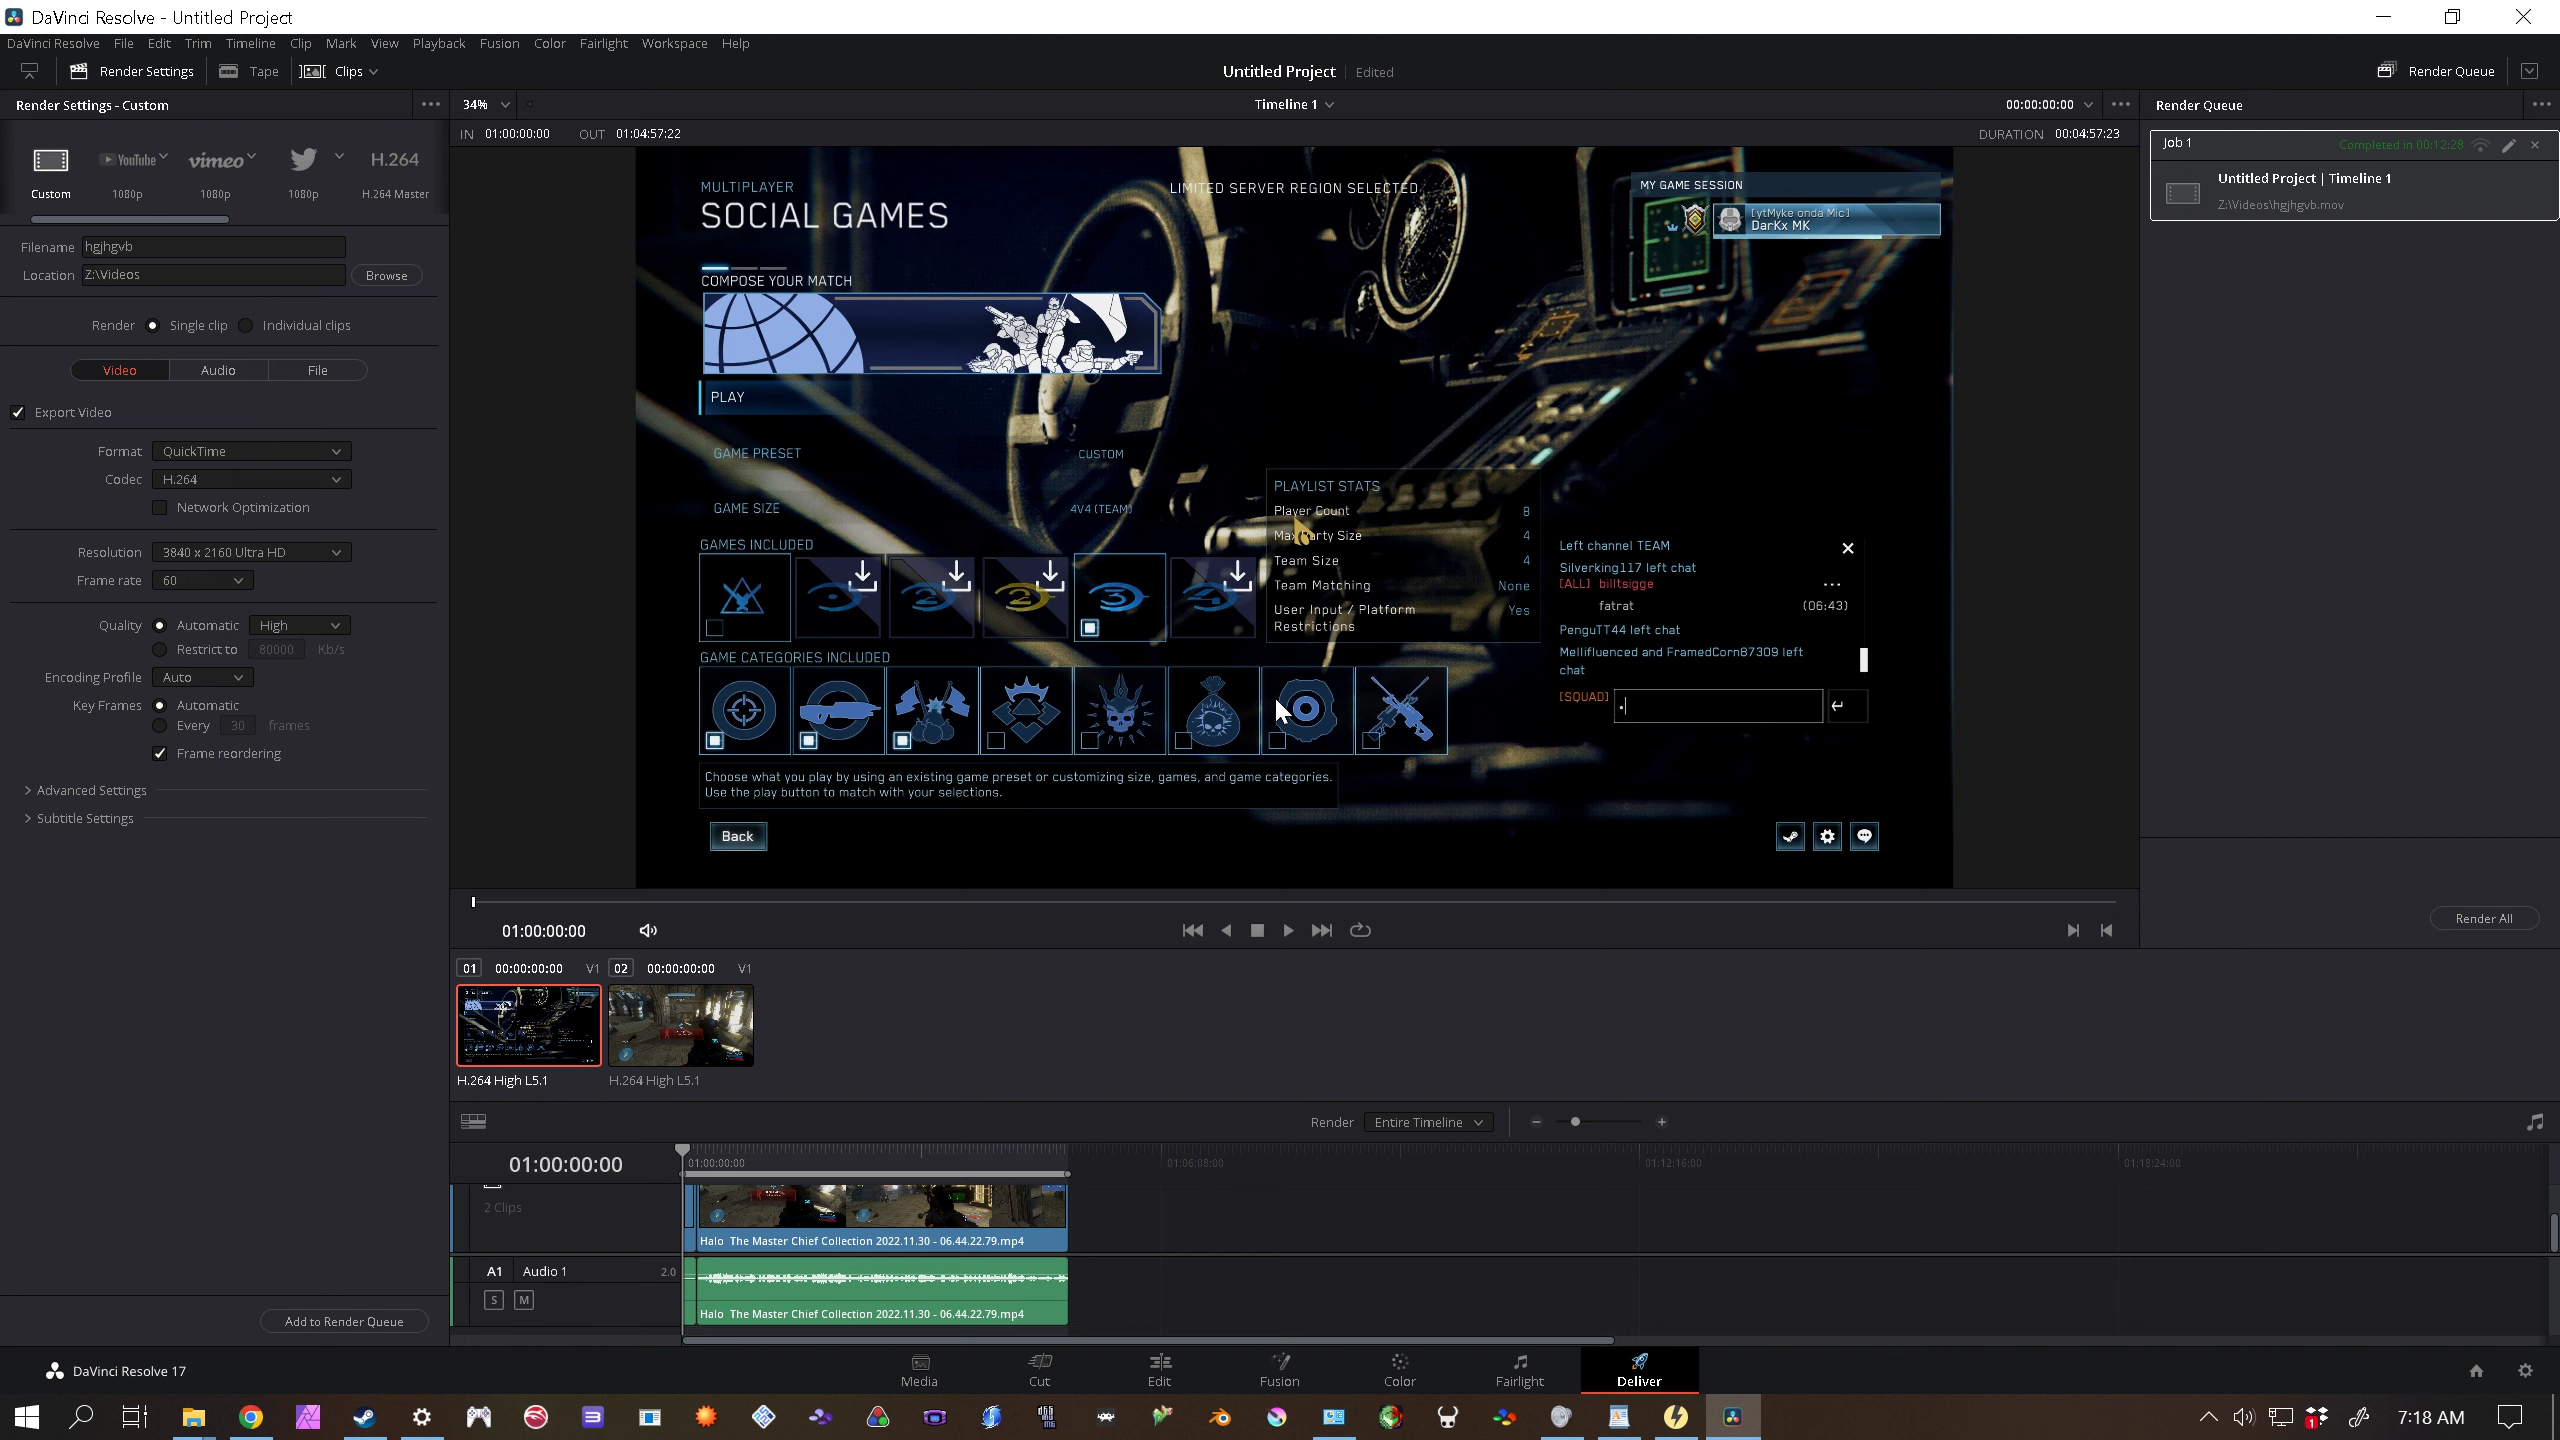 DaVinci Resolve - Untitled Project
DaVinci Resolve File Edit Trim Timeline Clip Mark View Playback Fusion Color Fairlight Workspace Help
Render Settings Tape Clips
Untitled Project Edited
Render Queue
Render Settings - Custom
34%
Timeline 1
00:00:00:00
Render Queue
IN 01:00:00:00 OUT 01:04:57:22
DURATION 00:04:57:23
YouTube vimeo H.264
Custom 1080p 1080p 1080p H.264 Master
Filename hgjhgvb
Location Z:\Videos Browse
Render Single clip Individual clips
Video Audio File
Export Video
Format QuickTime
Codec H.264
Network Optimization
Resolution 3840 x 2160 Ultra HD
Frame rate 60
Quality Automatic High
Restrict to 80000 Kb/s
Encoding Profile Auto
Key Frames Automatic
Every 30 frames
Frame reordering
Advanced Settings
Subtitle Settings
Add to Render Queue
MULTIPLAYER
SOCIAL GAMES
LIMITED SERVER REGION SELECTED.
MY GAME SESSION
[ytMyke onda Mic]
DarKx MK
COMPOSE YOUR MATCH
PLAY
GAME PRESET CUSTOM
GAME SIZE 4V4 (TEAM)
GAMES INCLUDED
2
2
3
4
GAME CATEGORIES INCLUDED
PLAYLIST STATS
Player Count 8
Max Party Size 4
Team Size 4
Team Matching None
User Input / Platform Yes
Restrictions
Left channel TEAM
Silverking117 left chat
[ALL] billtsigge
fatrat (06:43)
PenguTT44 left chat
Mellifluenced and FramedCorn87309 left
chat
[SQUAD]
Choose what you play by using an existing game preset or customizing size, games, and game categories.
Use the play button to match with your selections.
Back
Job 1 Completed in 00:12:28
Untitled Project | Timeline 1
Z:\Videos\hgjhgvb.mov
Render All
01:00:00:00
01 00:00:00:00 V1 02 00:00:00:00 V1
H.264 High L5.1 H.264 High L5.1
Render Entire Timeline
01:00:00:00
01:00:00:00 01:06:08:00 01:12:16:00 01:18:24:00
2 Clips
Halo The Master Chief Collection 2022.11.30 - 06.44.22.79.mp4
A1 Audio 1 2.0
S M
Halo The Master Chief Collection 2022.11.30 - 06.44.22.79.mp4
DaVinci Resolve 17
Media Cut Edit Fusion Color Fairlight Deliver
1
7:18 AM